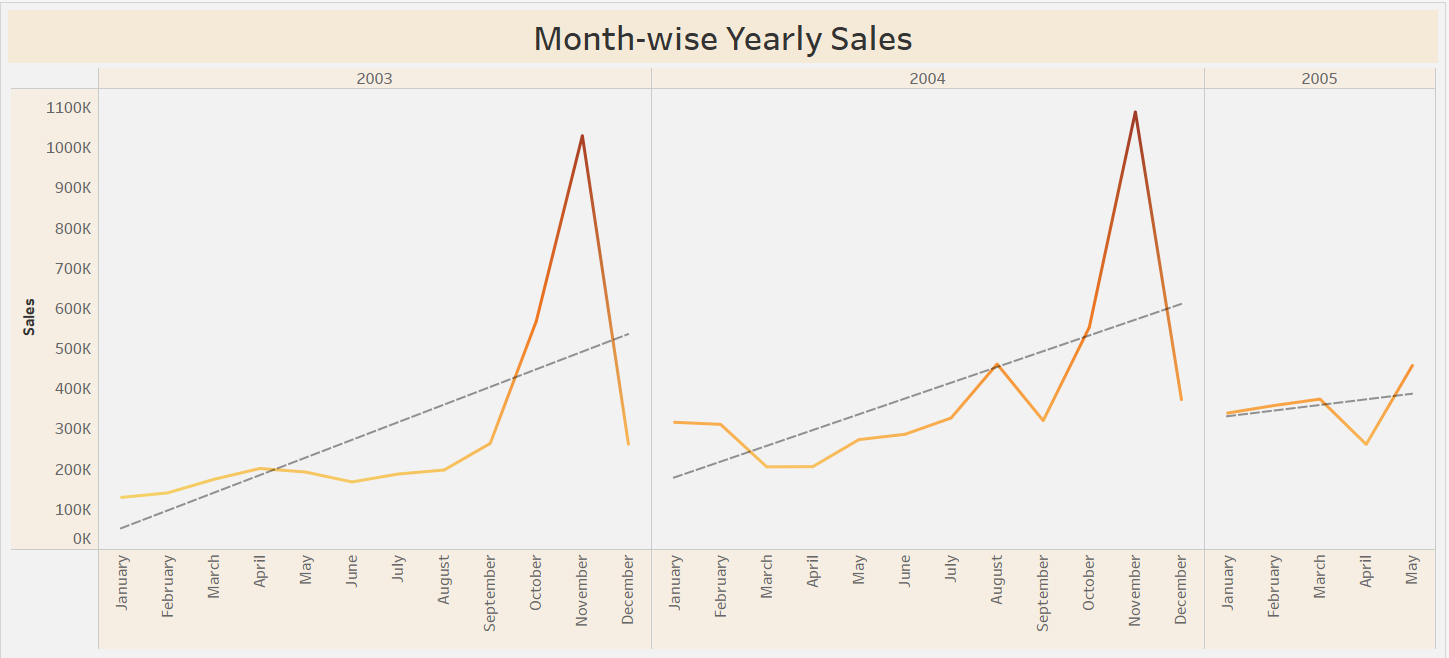 Month-wise Yearly Sales
2003 2004 2005
1100K
1000K
900K
800K
700K
600K
500K
400K
300K
200K
100K
0K
Sales
January February March April May June July August September October November December January February March April May June July August September October November December January February March April May